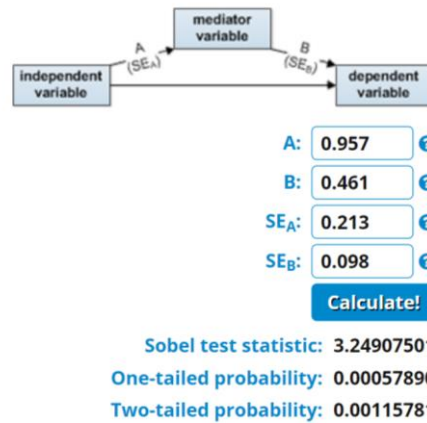 mediator
variable
A
(SEA)
B
(SEB)
independent
variable
dependent
variable
A: 0.957
B: 0.461
SEA: 0.213
SEB: 0.098
Calculate!
Sobel test statistic: 3.2490750
One-tailed probability: 0.0005789
Two-tailed probability: 0.0011578